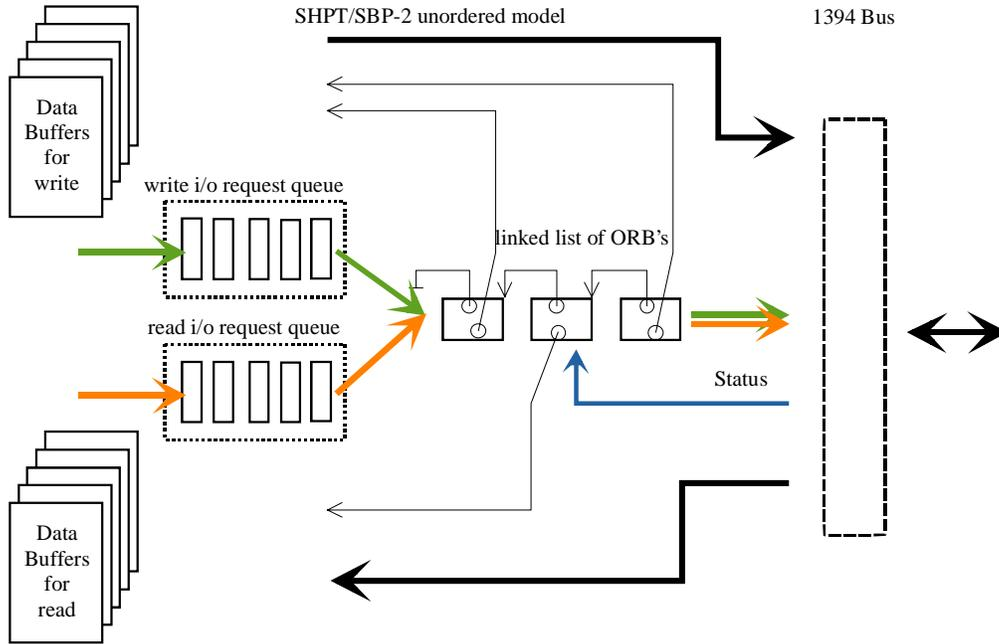 SHPT/SBP-2 unordered model
1394 Bus
Data
Buffers
for
write
write i/o request queue
linked list of ORB's
read i/o request queue
Status
Data
Buffers
for
read